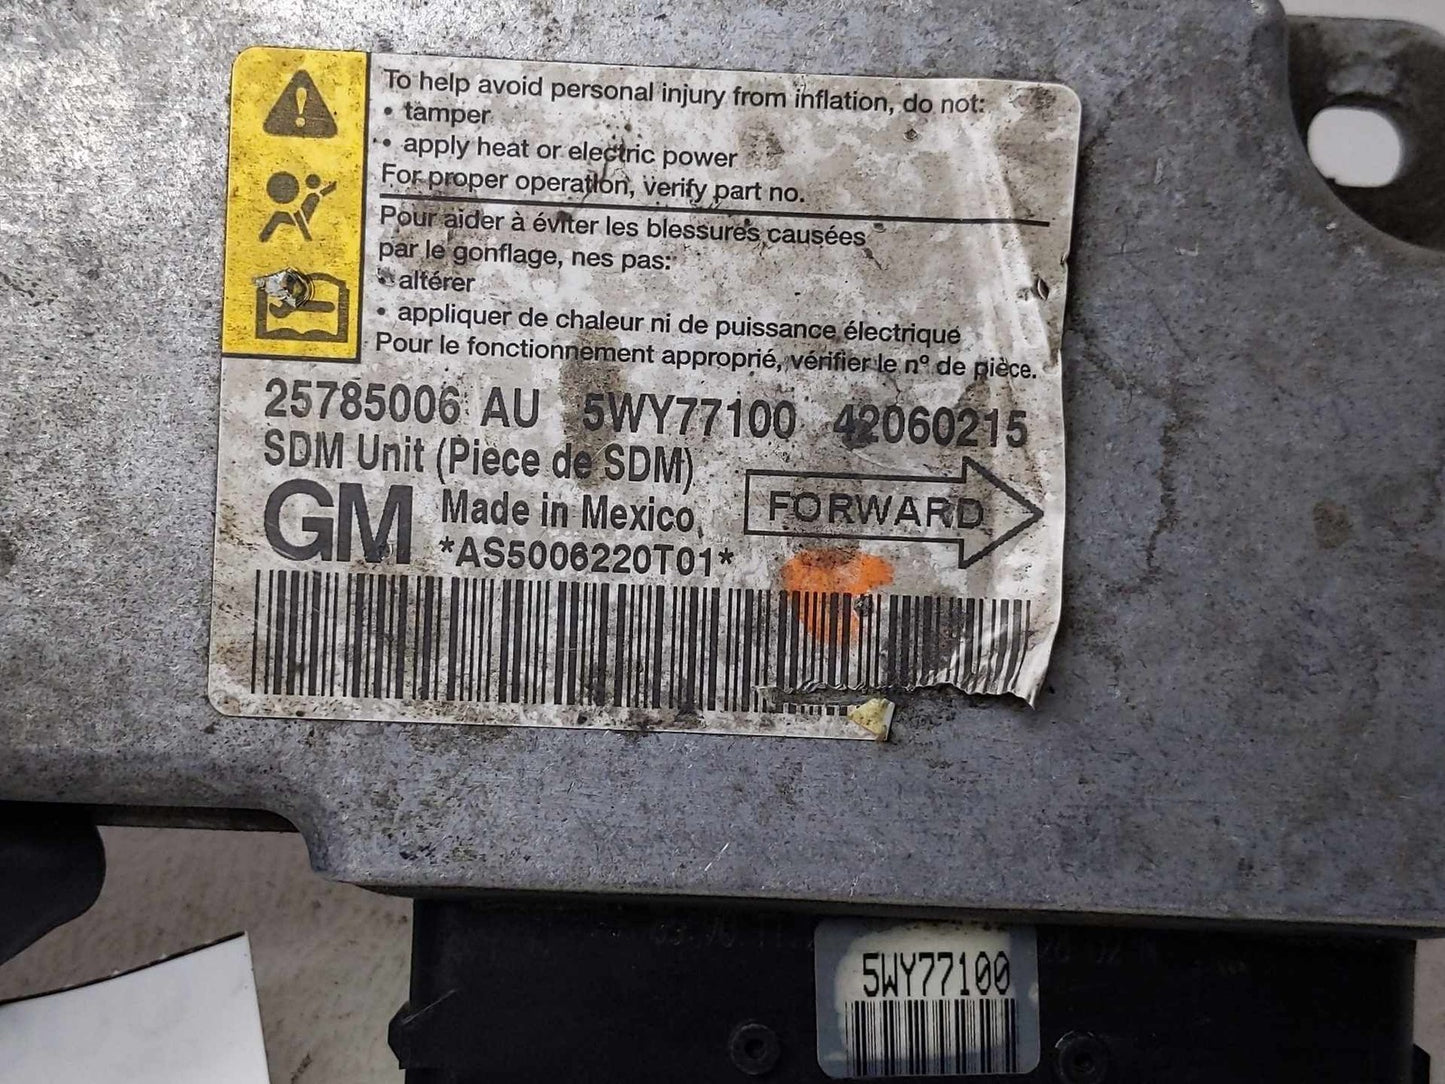 To help avoid personal injury from inflation, do not:
• tamper
• apply heat or electric power
For proper operation, verify part no.
Pour aider à éviter les blessures causées
par le gonflage, nes pas:
• altérer
• appliquer de chaleur ni de puissance électrique
Pour le fonctionnement approprié, vérifier le nº de pièce.
25785006 AU 5WY77100 42060215
SDM Unit (Piece de SDM)
GM Made in Mexico
FORWARD
*AS5006220T01*
5WY77100